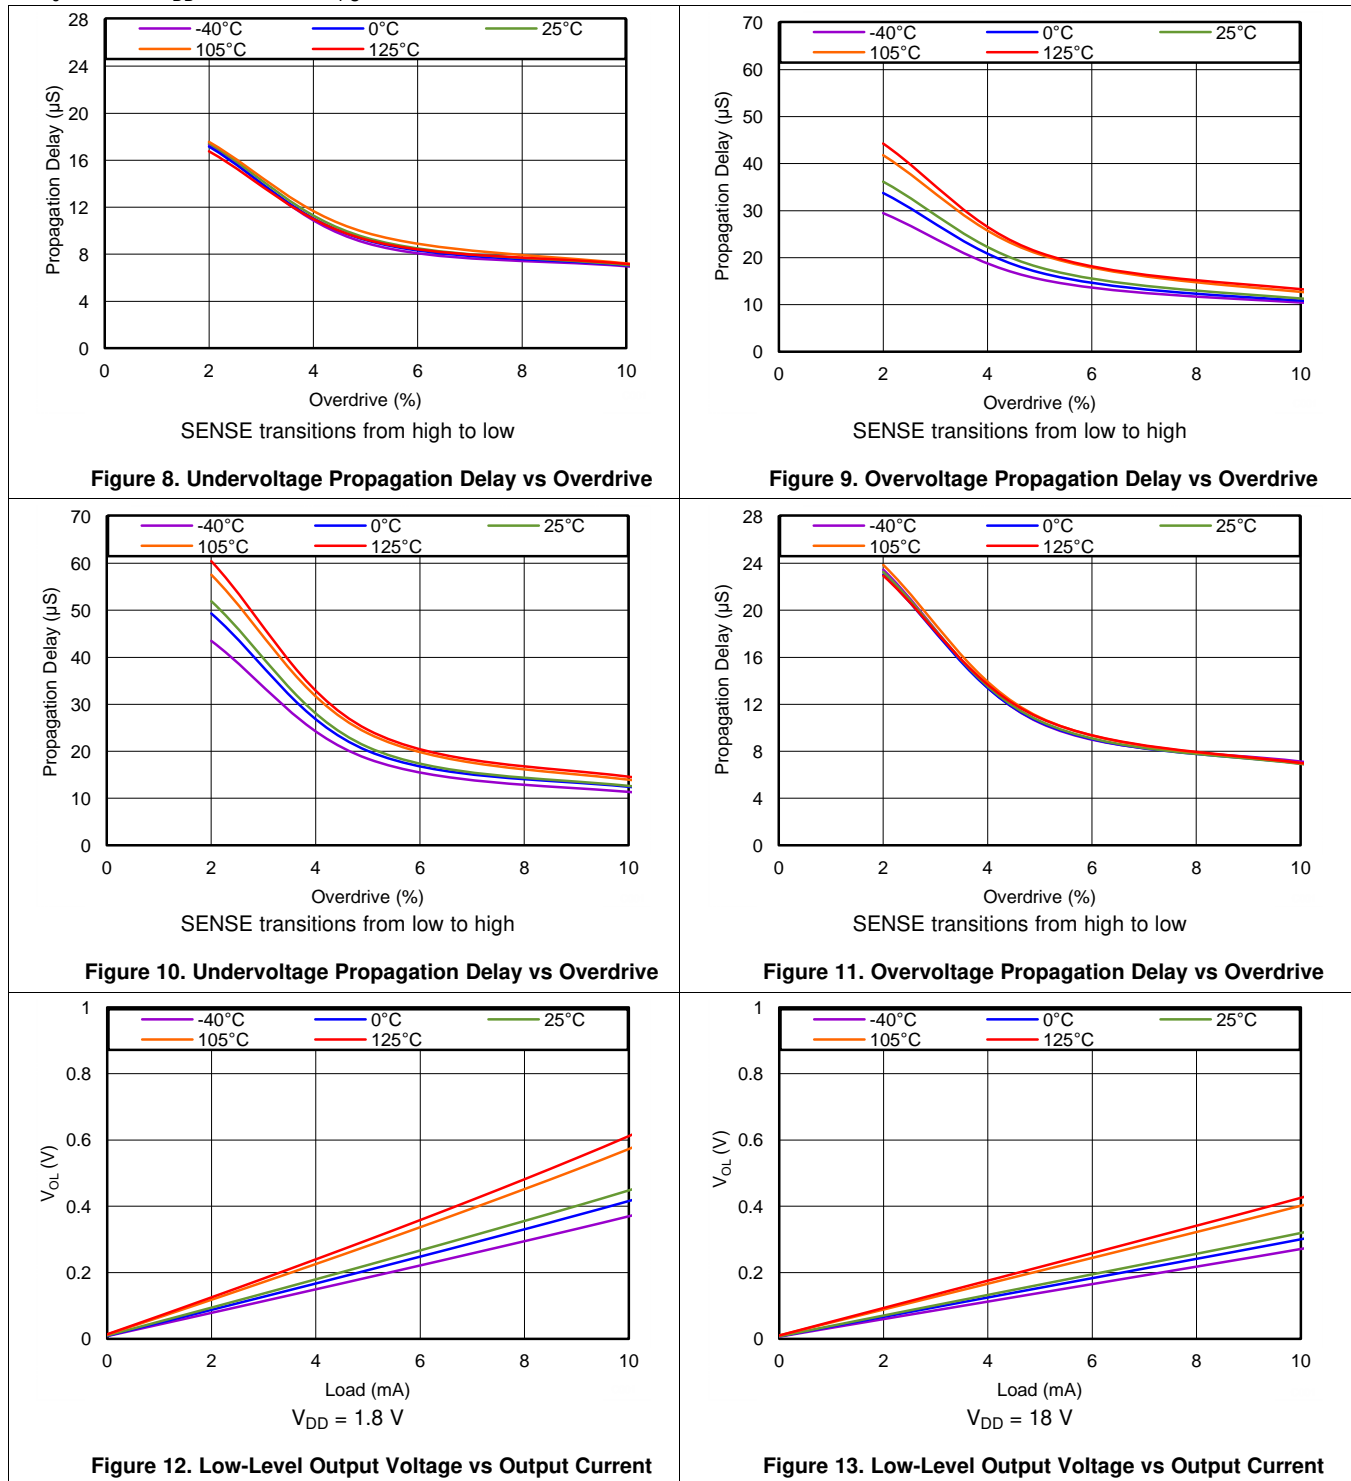 28
24
20
16
12
8
4
0
Propagation Delay (µS)
-40°C
0°C
25°C
105°C
125°C
0
2
4
6
8
10
Overdrive (%)
SENSE transitions from high to low
Figure 8. Undervoltage Propagation Delay vs Overdrive
70
60
50
40
30
20
10
0
Propagation Delay (µS)
-40°C
0°C
25°C
105°C
125°C
0
2
4
6
8
10
Overdrive (%)
SENSE transitions from low to high
Figure 9. Overvoltage Propagation Delay vs Overdrive
70
60
50
40
30
20
10
0
Propagation Delay (µS)
-40°C
0°C
25°C
105°C
125°C
0
2
4
6
8
10
Overdrive (%)
SENSE transitions from low to high
Figure 10. Undervoltage Propagation Delay vs Overdrive
28
24
20
16
12
8
4
0
Propagation Delay (µS)
-40°C
0°C
25°C
105°C
125°C
0
2
4
6
8
10
Overdrive (%)
SENSE transitions from high to low
Figure 11. Overvoltage Propagation Delay vs Overdrive
1
0.8
0.6
0.4
0.2
0
VOL (V)
-40°C
0°C
25°C
105°C
125°C
0
2
4
6
8
10
Load (mA)
VDD = 1.8 V
Figure 12. Low-Level Output Voltage vs Output Current
1
0.8
0.6
0.4
0.2
0
VOL (V)
-40°C
0°C
25°C
105°C
125°C
0
2
4
6
8
10
Load (mA)
VDD = 18 V
Figure 13. Low-Level Output Voltage vs Output Current